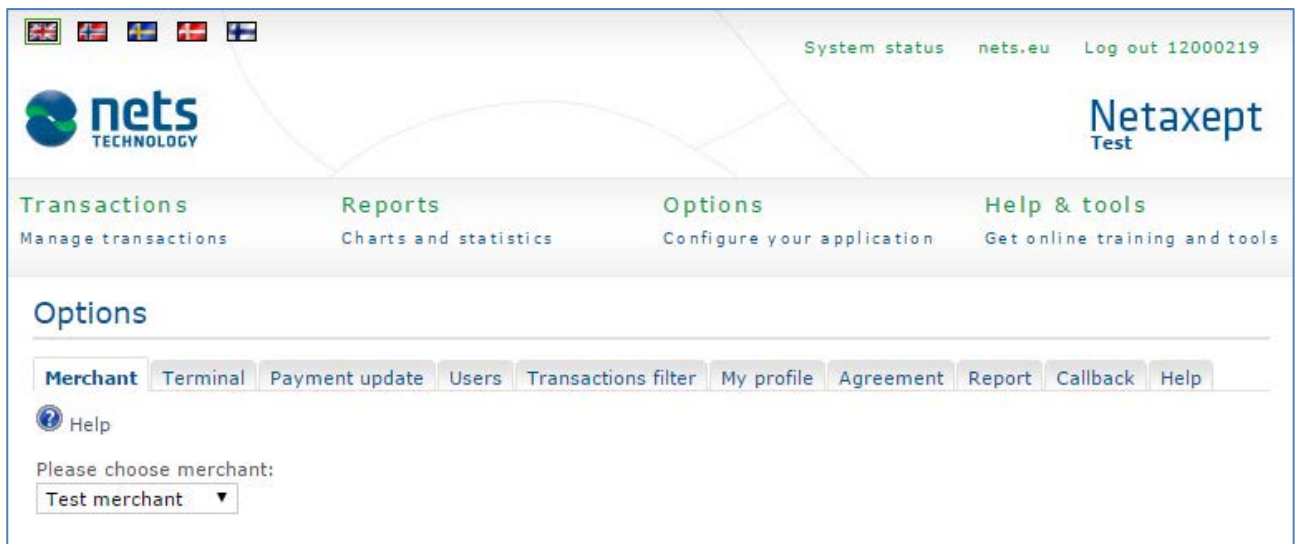 System status nets.eu Log out 12000219
nets
TECHNOLOGY
Netaxept
Test
Transactions Reports Options Help & tools
Manage transactions Charts and statistics Configure your application Get online training and tools
Options
Merchant Terminal Payment update Users Transactions filter My profile Agreement Report Callback Help
Help
Please choose merchant:
Test merchant